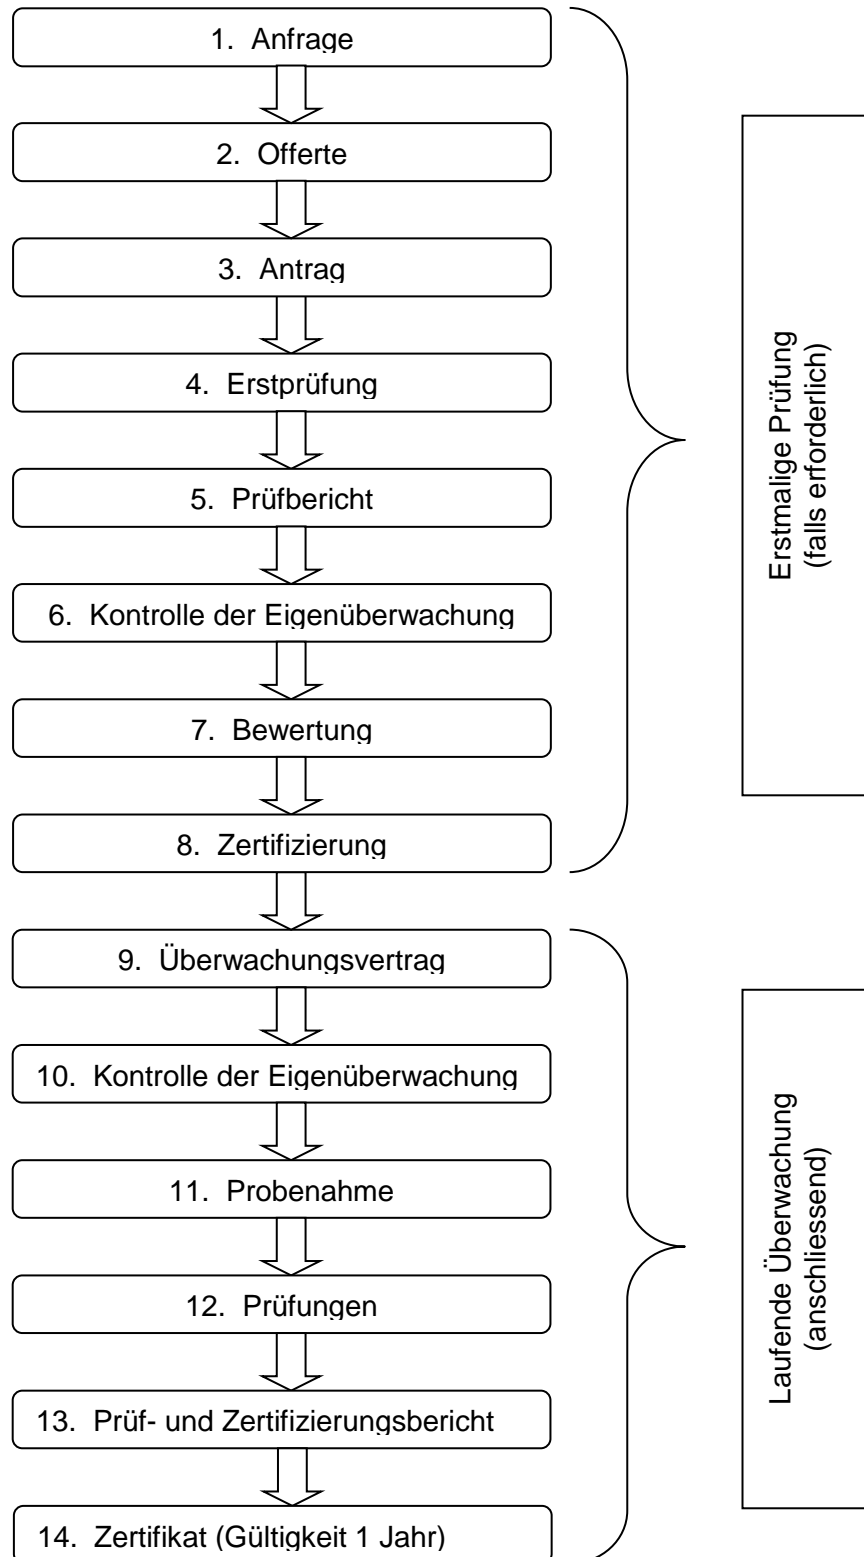 1. Anfrage
2. Offerte
3. Antrag
4. Erstprüfung
5. Prüfbericht
6. Kontrolle der Eigenüberwachung
7. Bewertung
8. Zertifizierung
Erstmalige Prüfung
(falls erforderlich)
9. Überwachungsvertrag
10. Kontrolle der Eigenüberwachung
11. Probenahme
12. Prüfungen
13. Prüf- und Zertifizierungsbericht
14. Zertifikat (Gültigkeit 1 Jahr)
Laufende Überwachung
(anschliessend)